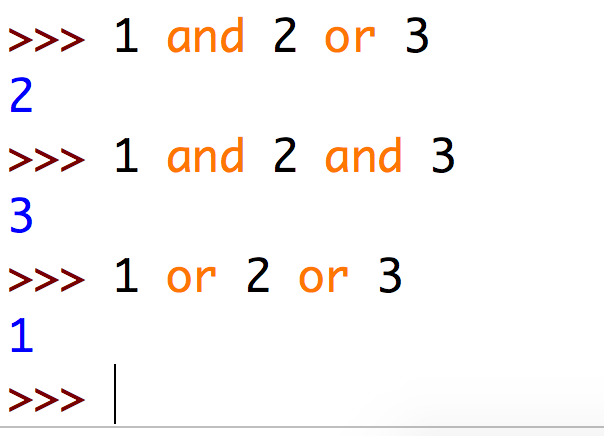 >>> 1 and 2 or 3
2
>>> 1 and 2 and 3
3
>>> 1 or 2 or 3
1
>>>